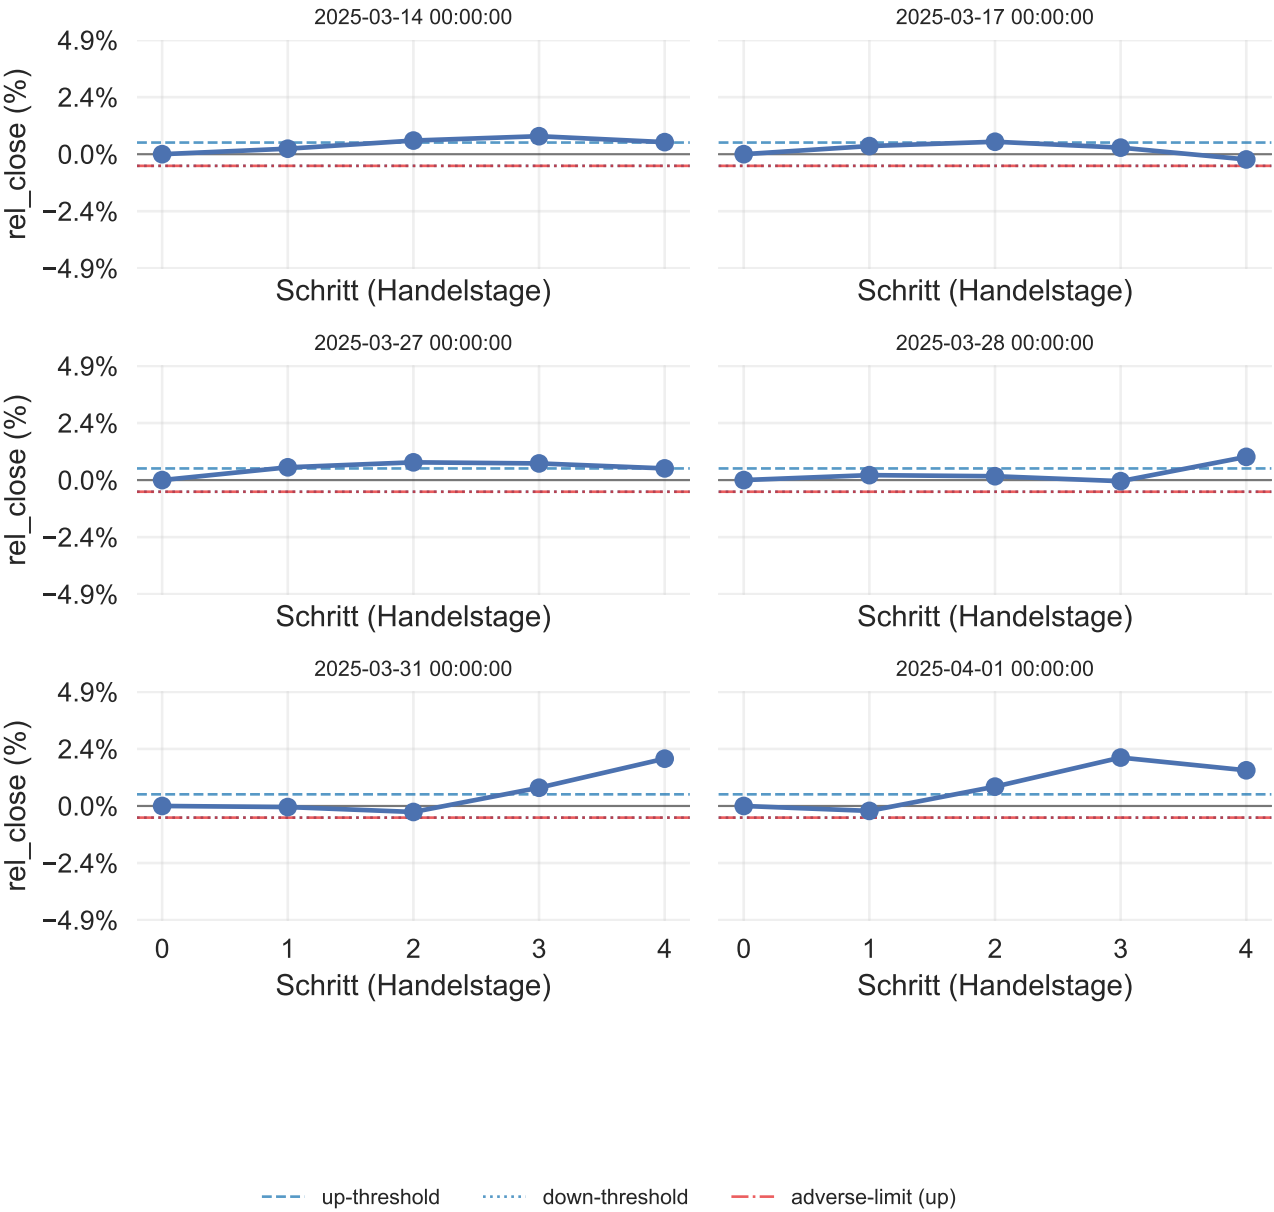 2025-03-14 00:00:00
2025-03-17 00:00:00
4.9%
2.4%
0.0%
−2.4%
−4.9%
rel_close (%)
Schritt (Handelstage)
Schritt (Handelstage)
2025-03-27 00:00:00
2025-03-28 00:00:00
4.9%
2.4%
0.0%
−2.4%
−4.9%
rel_close (%)
Schritt (Handelstage)
Schritt (Handelstage)
2025-03-31 00:00:00
2025-04-01 00:00:00
4.9%
2.4%
0.0%
−2.4%
−4.9%
rel_close (%)
0 1 2 3 4
0 1 2 3 4
Schritt (Handelstage)
Schritt (Handelstage)
up-threshold
down-threshold
adverse-limit (up)